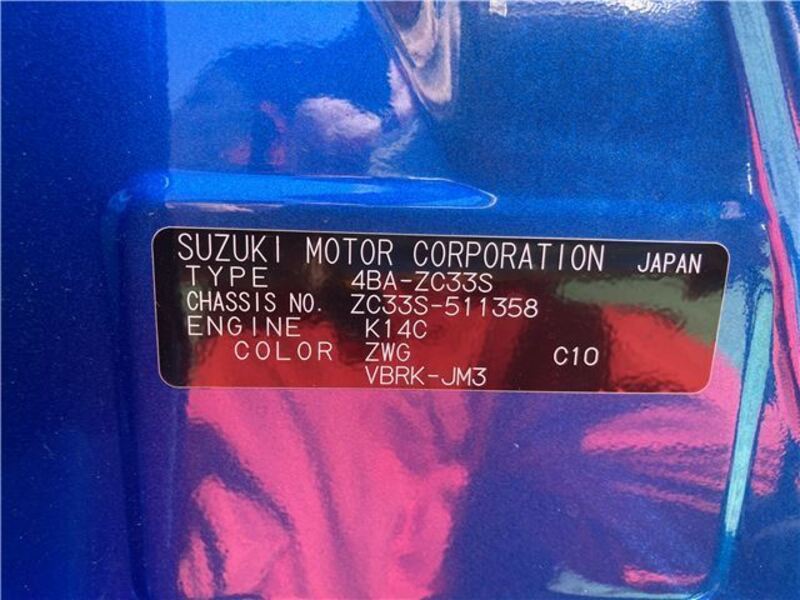 SUZUKI MOTOR CORPORATION JAPAN
TYPE 4BA-ZC33S
CHASSIS NO. ZC33S-511358
ENGINE K14C
COLOR ZWG C10
VBRK-JM3